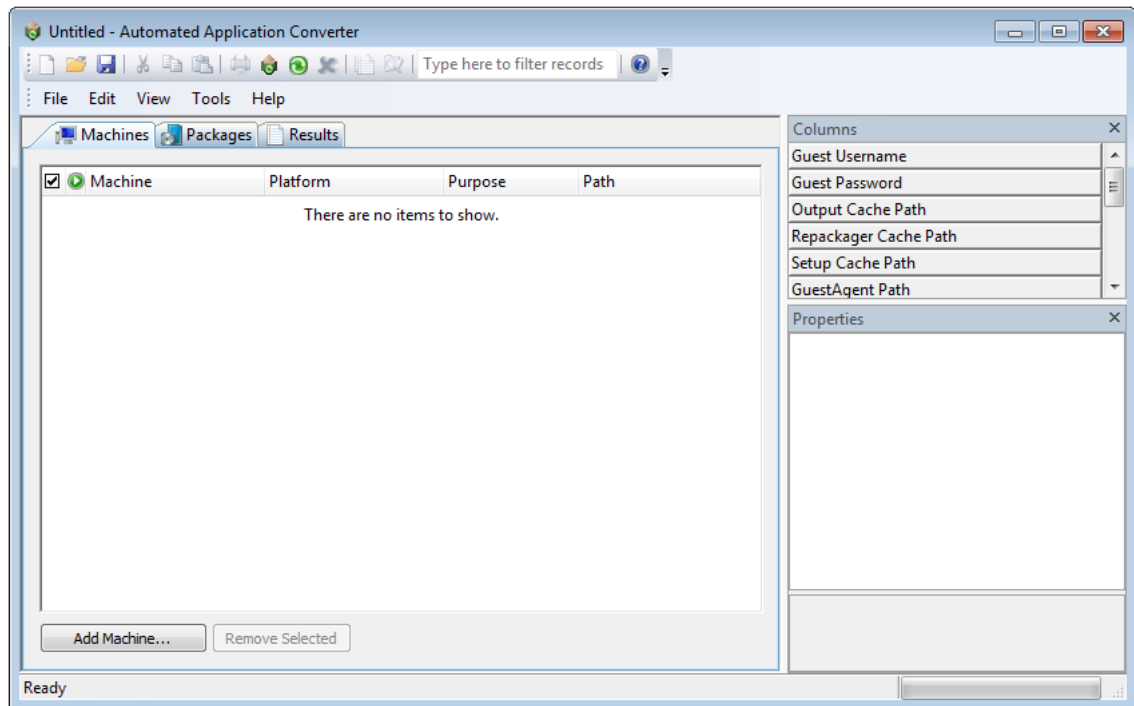 Untitled - Automated Application Converter
Type here to filter records
File Edit View Tools Help
Machines Packages Results
Machine Platform Purpose Path
There are no items to show.
Add Machine... Remove Selected
Columns
Guest Username
Guest Password
Output Cache Path
Repackager Cache Path
Setup Cache Path
GuestAgent Path
Properties
Ready